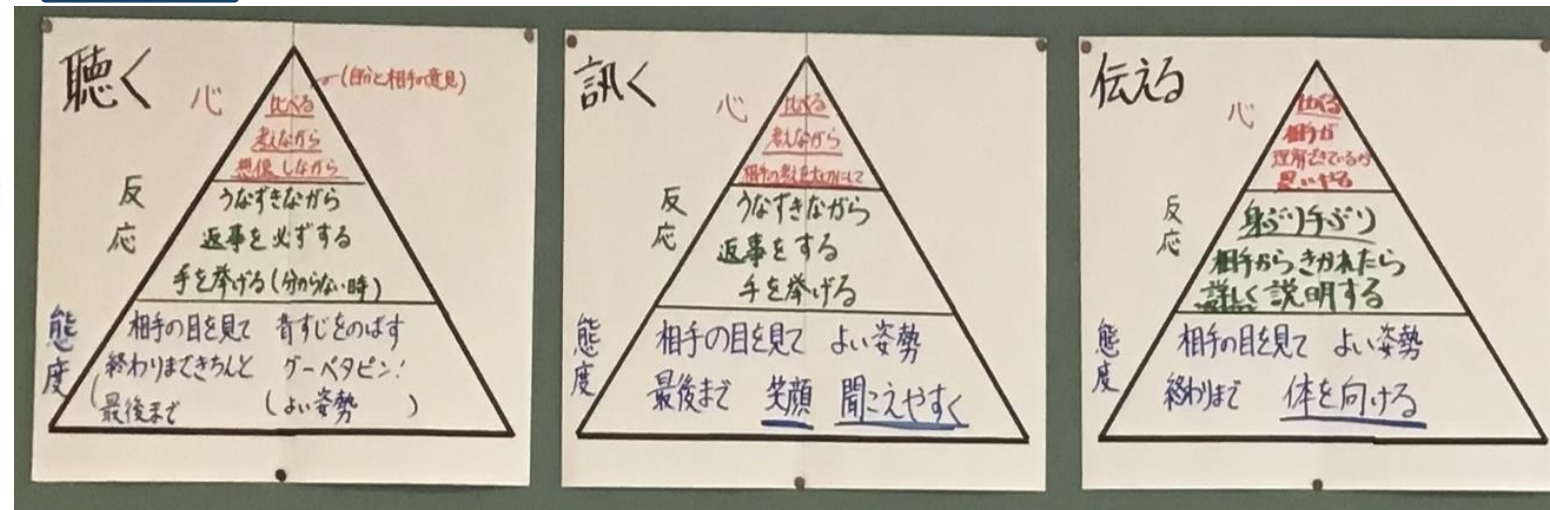 聴く
心
(自分と相手の意見)
比べる
考えながら
想像しながら
反応
うなずきながら
返事を必ずする
手を挙げる(分からない時)
態度
相手の目を見て 背すじをのばす
終わりまできちんと グーペタピン!
(最後まで (よい姿勢 )
訊く
心
比べる
考えながら
相手の考えを大切にして
反応
うなずきながら
返事をする
手を挙げる
態度
相手の目を見て よい姿勢
最後まで 笑顔 聞こえやすく
伝える
心
比べる
相手が
理解できているか
思いやる
反応
身ぶり手ぶり
相手からきかれたら
詳しく説明する
態度
相手の目を見て よい姿勢
終わりまで 体を向ける